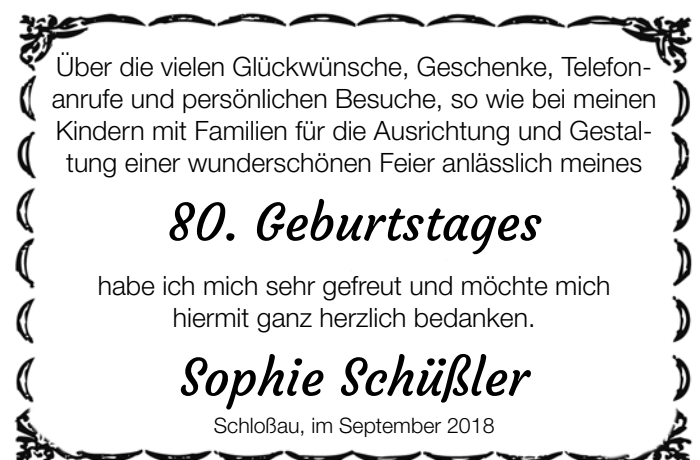 Über die vielen Glückwünsche, Geschenke, Telefon-
anrufe und persönlichen Besuche, so wie bei meinen
Kindern mit Familien für die Ausrichtung und Gestal-
tung einer wunderschönen Feier anlässlich meines
80. Geburtstages
habe ich mich sehr gefreut und möchte mich
hiermit ganz herzlich bedanken.
Sophie Schüßler
Schloßau, im September 2018